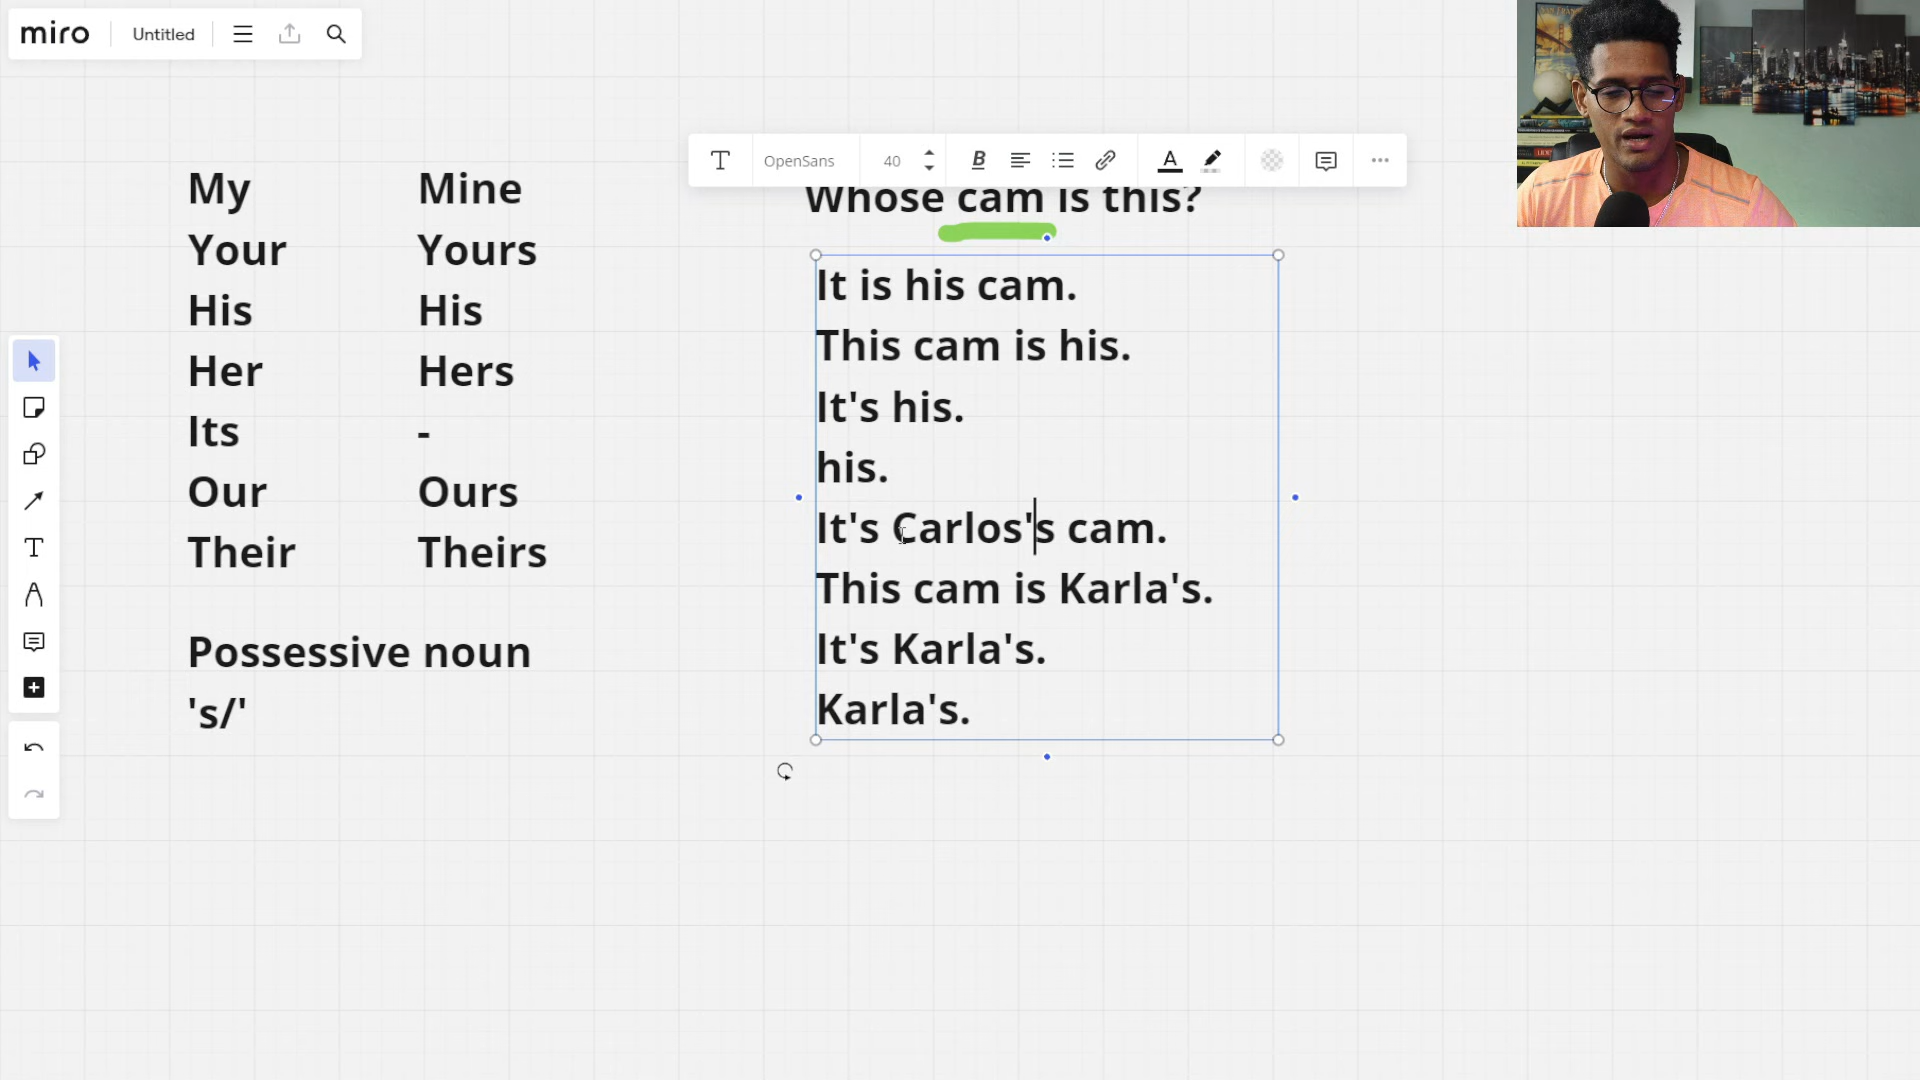 miro
Untitled
OpenSans
40
B
A
My Mine
Your Yours
His His
Her Hers
Its -
Our Ours
Their Theirs
Possessive noun
's/'
Whose cam is this?
It is his cam.
This cam is his.
It's his.
his.
It's Carlos's cam.
This cam is Karla's.
It's Karla's.
Karla's.